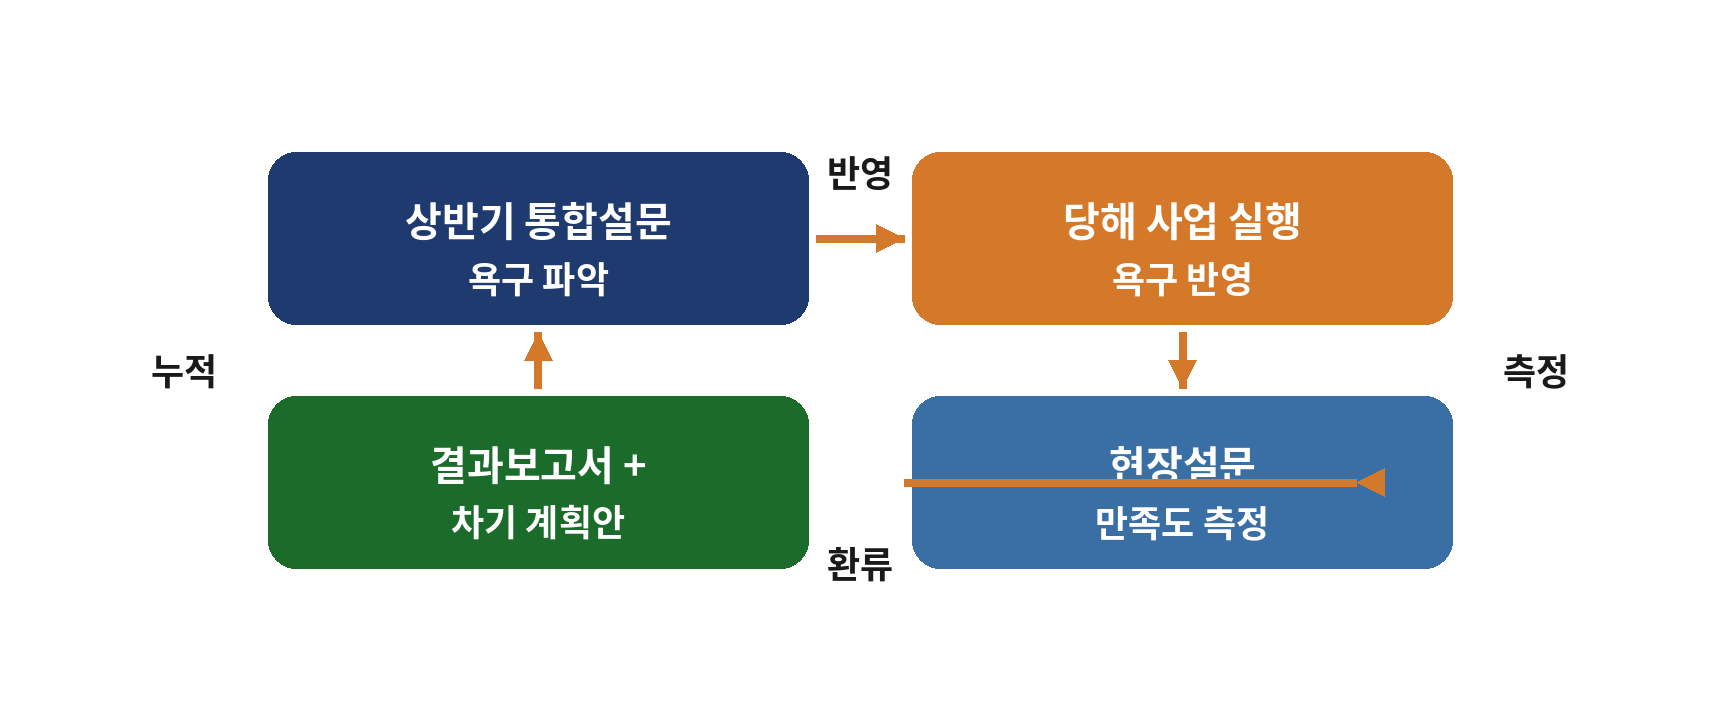 반영
상반기 통합설문
욕구 파악
당해 사업 실행
욕구 반영
누적
측정
결과보고서 +
차기 계획안
현장설문
만족도 측정
환류